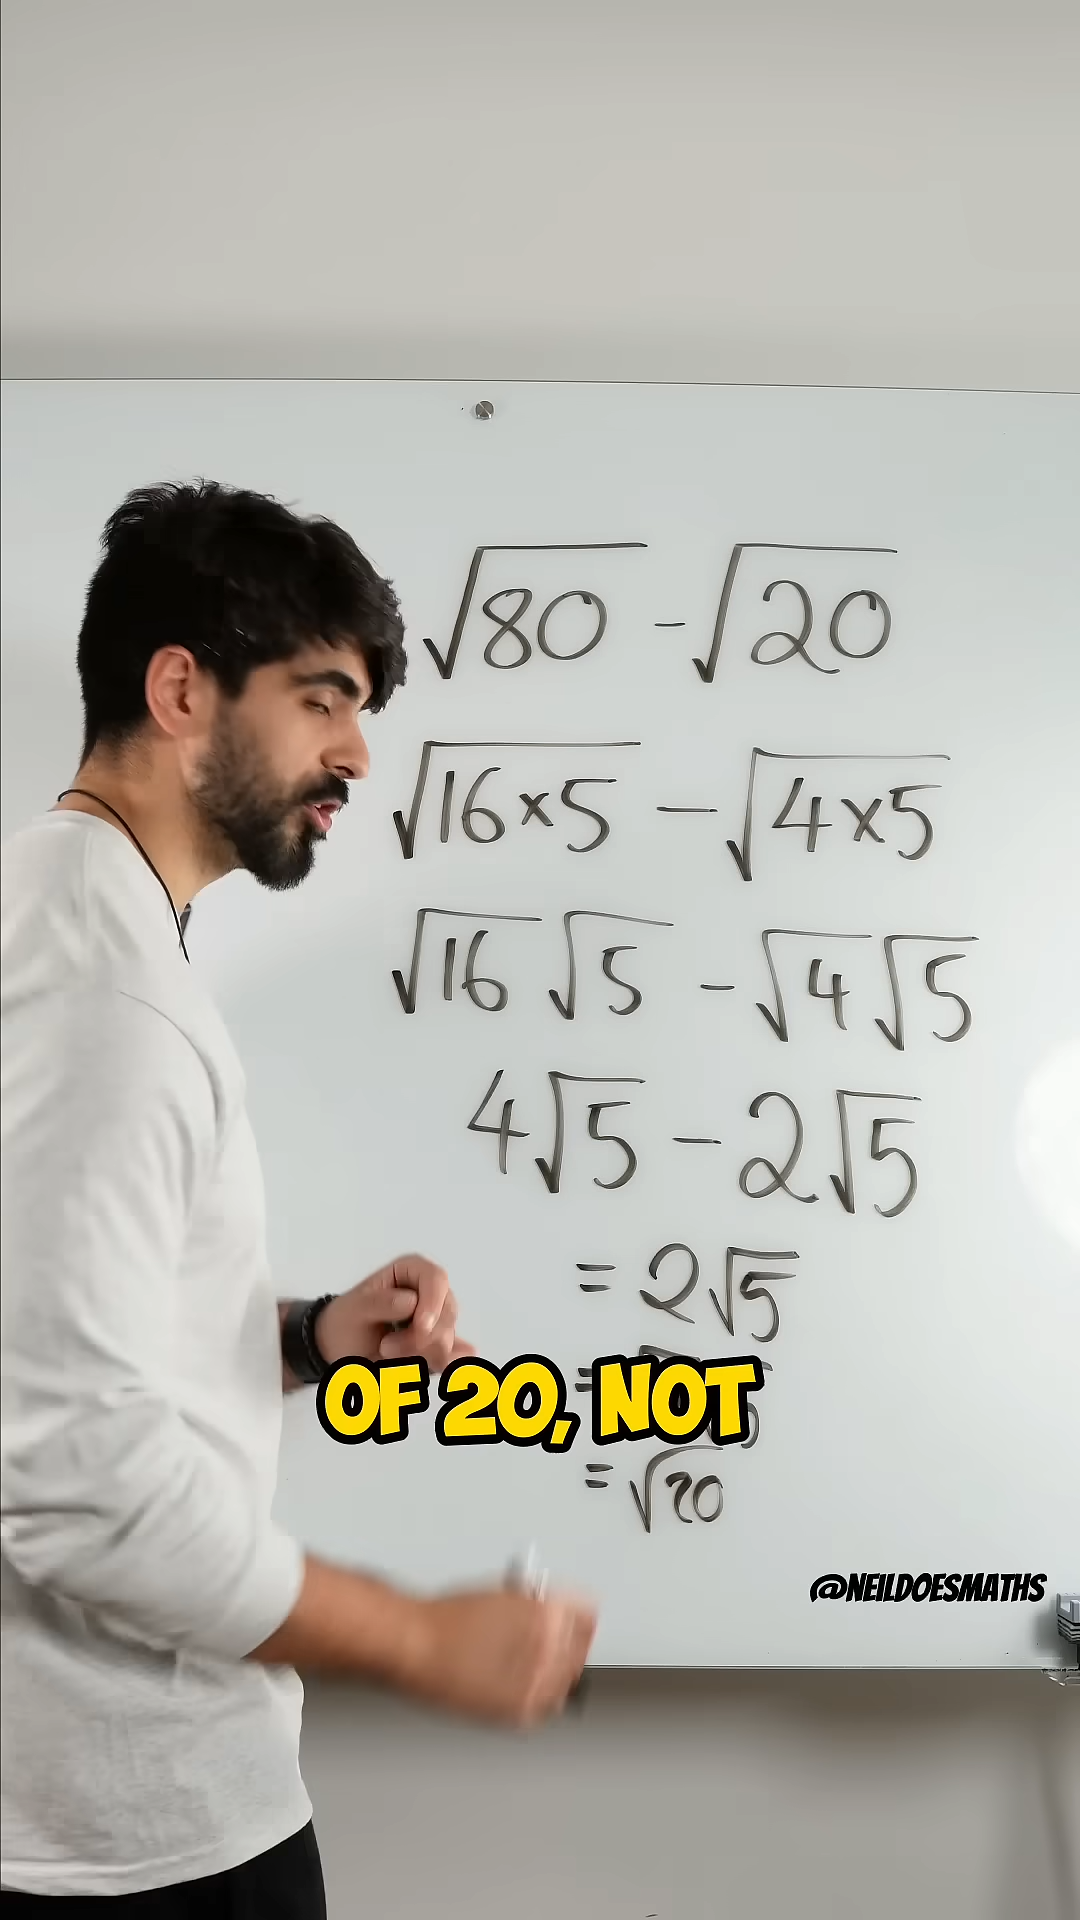 √80 - √20
√16×5 - √4×5
√16 √5 - √4 √5
4√5 - 2√5
= 2√5
OF 20, NOT
= √20
@NEILDOESMATHS